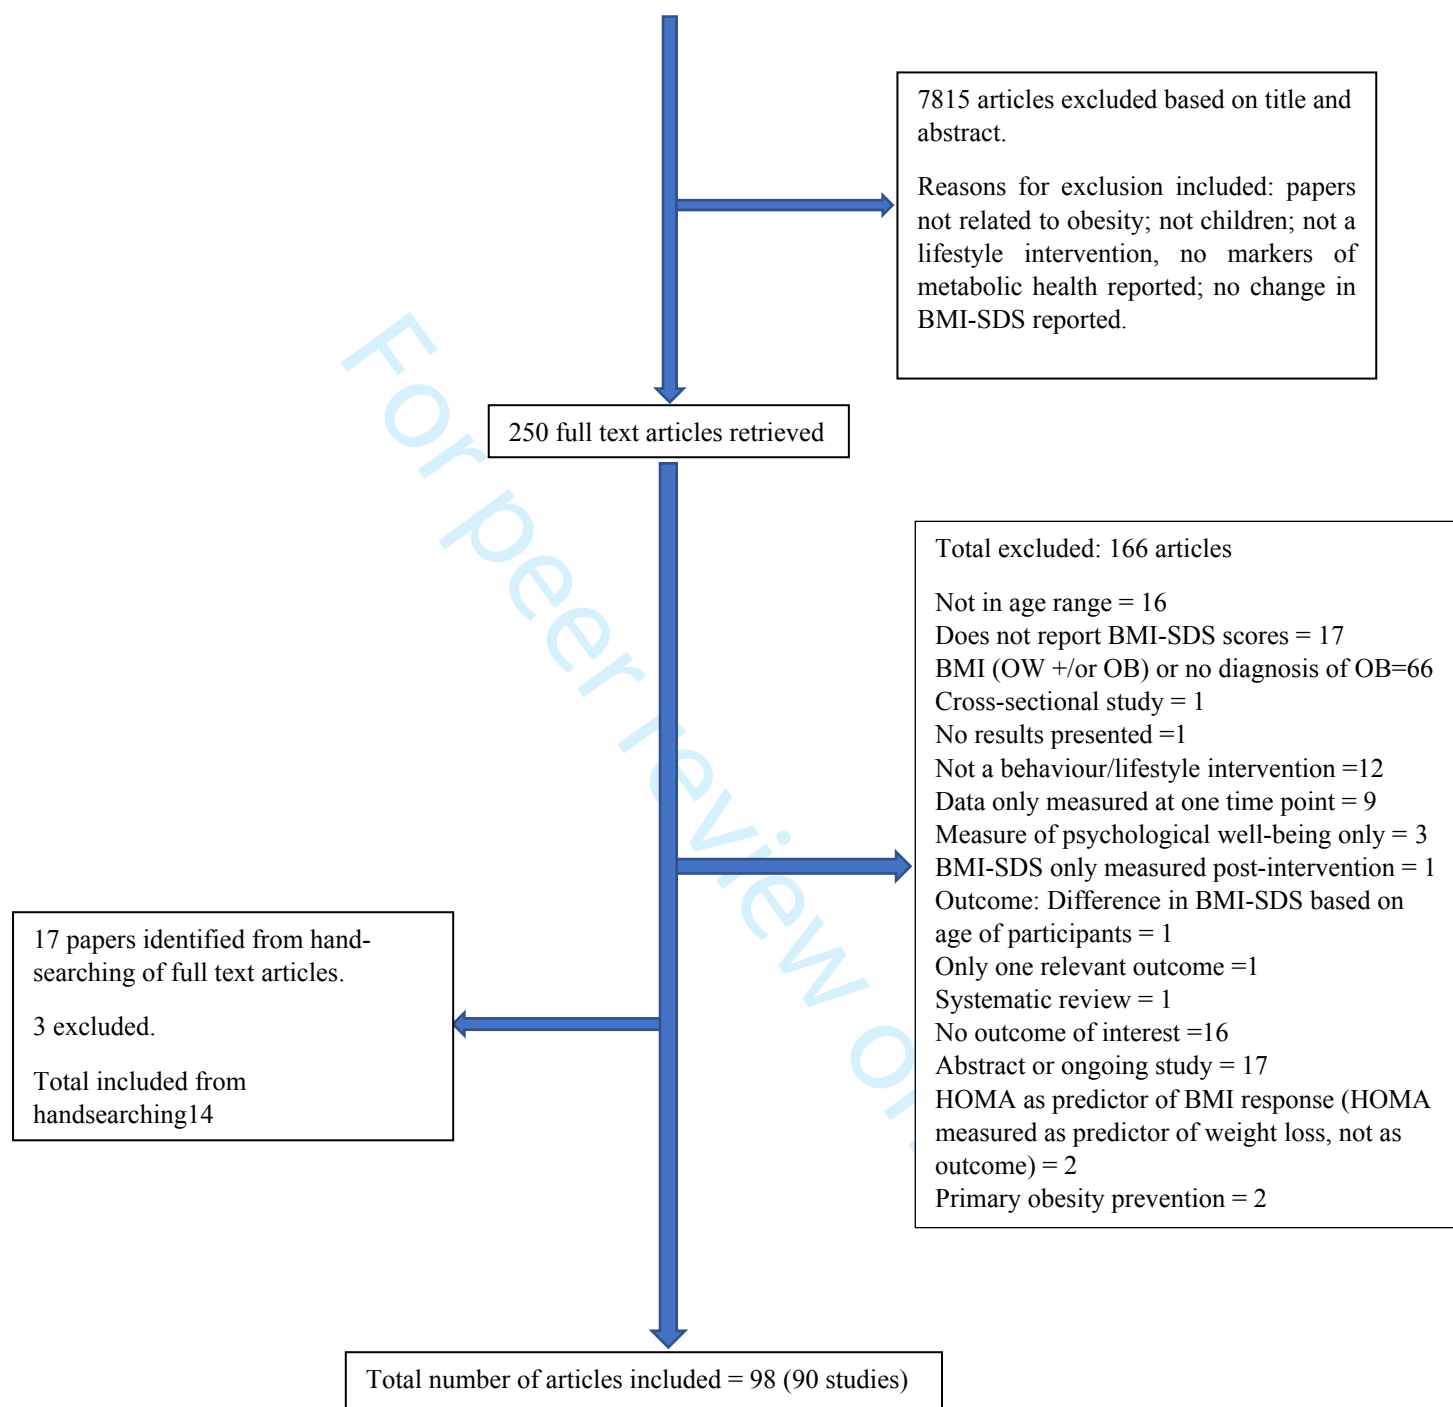 7815 articles excluded based on title and
abstract.
Reasons for exclusion included: papers
not related to obesity; not children; not a
lifestyle intervention, no markers of
metabolic health reported; no change in
BMI-SDS reported.
250 full text articles retrieved
Total excluded: 166 articles
Not in age range = 16
Does not report BMI-SDS scores = 17
BMI (OW +/or OB) or no diagnosis of OB=66
Cross-sectional study = 1
No results presented =1
Not a behaviour/lifestyle intervention =12
Data only measured at one time point = 9
Measure of psychological well-being only = 3
BMI-SDS only measured post-intervention = 1
Outcome: Difference in BMI-SDS based on
age of participants = 1
Only one relevant outcome =1
Systematic review = 1
No outcome of interest =16
Abstract or ongoing study = 17
HOMA as predictor of BMI response (HOMA
measured as predictor of weight loss, not as
outcome) = 2
Primary obesity prevention = 2
17 papers identified from hand-
searching of full text articles.
3 excluded.
Total included from
handsearching14
Total number of articles included = 98 (90 studies)
For peer review on